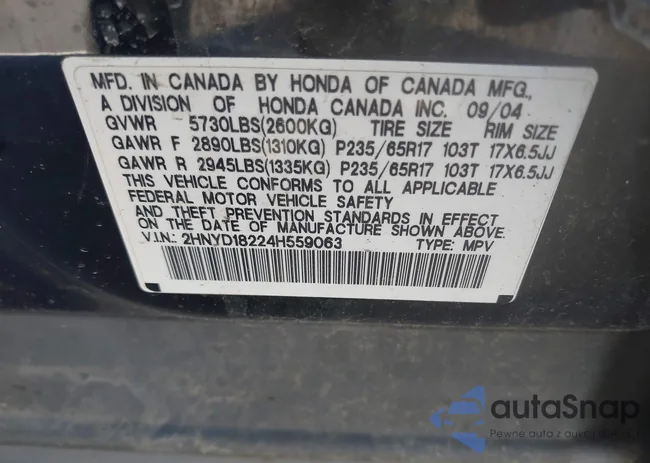 MFD. IN CANADA BY HONDA OF CANADA MFG.,
A DIVISION OF HONDA CANADA INC. 09/04
GVWR 5730LBS(2600KG) TIRE SIZE RIM SIZE
GAWR F 2890LBS(1310KG) P235/65R17 103T 17X6.5JJ
GAWR R 2945LBS(1335KG) P235/65R17 103T 17X6.5JJ
THIS VEHICLE CONFORMS TO ALL APPLICABLE
FEDERAL MOTOR VEHICLE SAFETY
AND THEFT PREVENTION STANDARDS IN EFFECT
ON THE DATE OF MANUFACTURE SHOWN ABOVE.
V.I.N.: 2HNYD18224H559063 TYPE: MPV
autaSnap
Pewne auta z